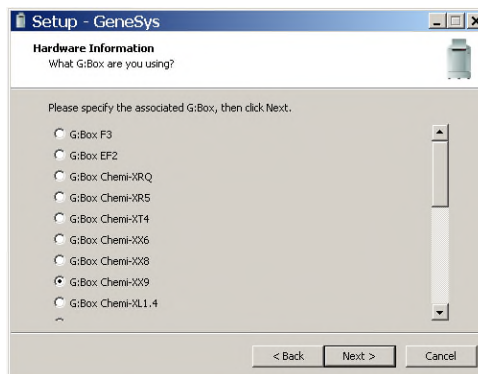 Setup - GeneSys
Hardware Information
What G:Box are you using?
Please specify the associated G:Box, then click Next.
G:Box F3
G:Box EF2
G:Box Chemi-XRQ
G:Box Chemi-XR5
G:Box Chemi-XT4
G:Box Chemi-XX6
G:Box Chemi-XX8
G:Box Chemi-XX9
G:Box Chemi-XL1.4
< Back Next > Cancel